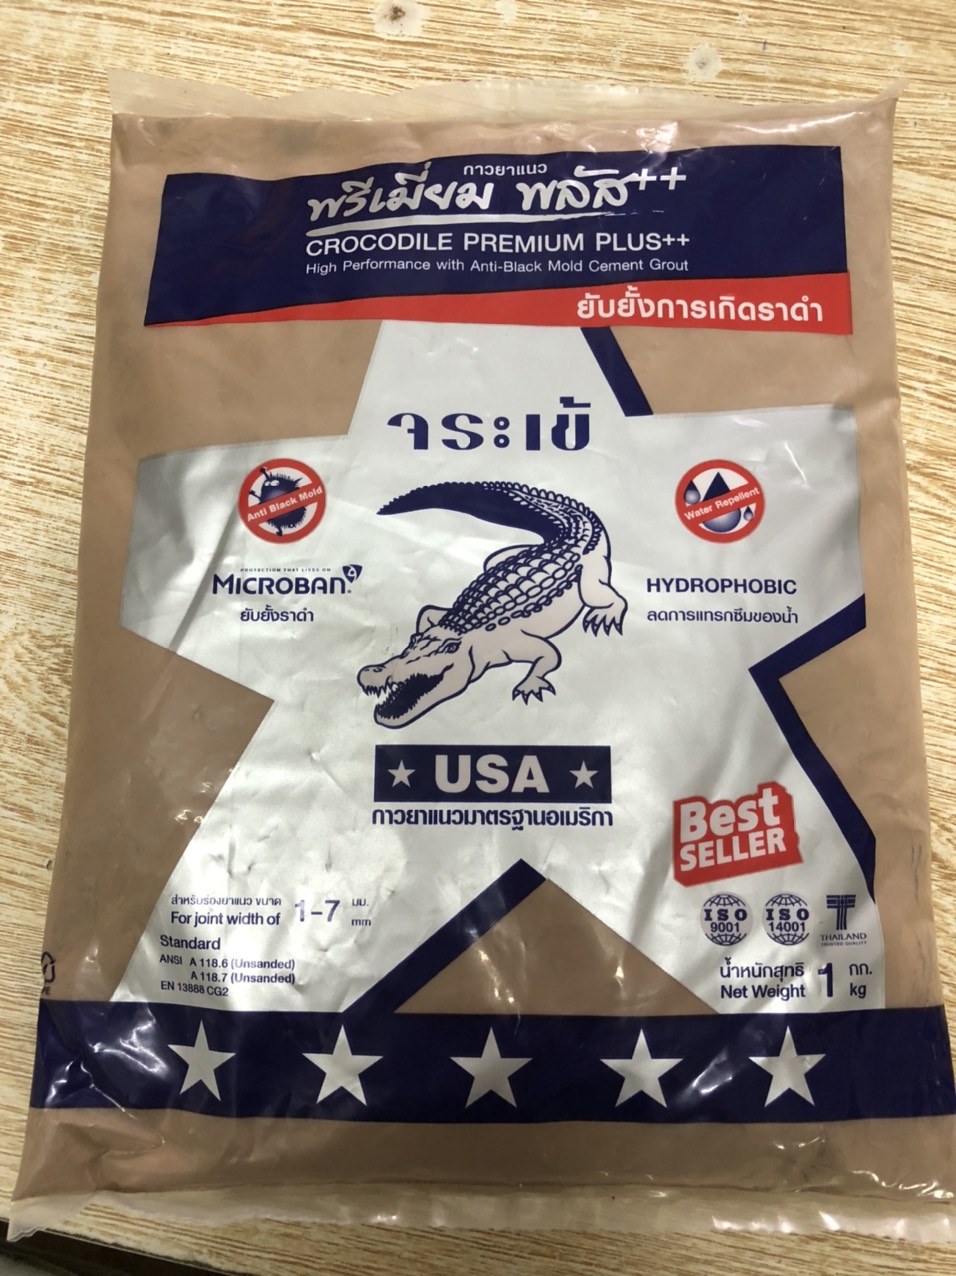 กาวยาแนว
พรีเมี่ยม พลัส++
CROCODILE PREMIUM PLUS++
High Performance with Anti-Black Mold Cement Grout
ยับยั้งการเกิดราดำ
จระเข้
Anti Black Mold
Water Repellent
PROTECTION THAT LIVES ON
MICROBAN®
ยับยั้งราดำ
HYDROPHOBIC
ลดการแทรกซึมของน้ำ
USA
กาวยาแนวมาตรฐานอเมริกา
Best
SELLER
สำหรับร่องยาแนว ขนาด 1-7 มม.
For joint width of mm
Standard
ANSI A 118.6 (Unsanded)
A 118.7 (Unsanded)
EN 13888 CG2
ISO
9001
ISO
14001
THAILAND
TRUSTED QUALITY
น้ำหนักสุทธิ 1 กก.
Net Weight kg